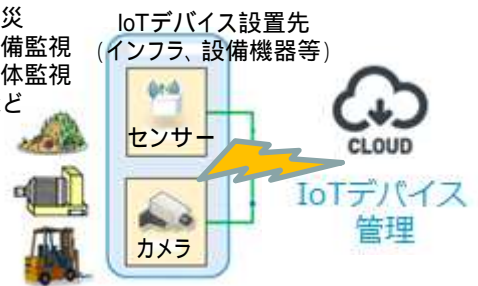 災
備監視
体監視
ど
IoTデバイス設置先
(インフラ、設備機器等)
センサー
カメラ
CLOUD
IoTデバイス
管理